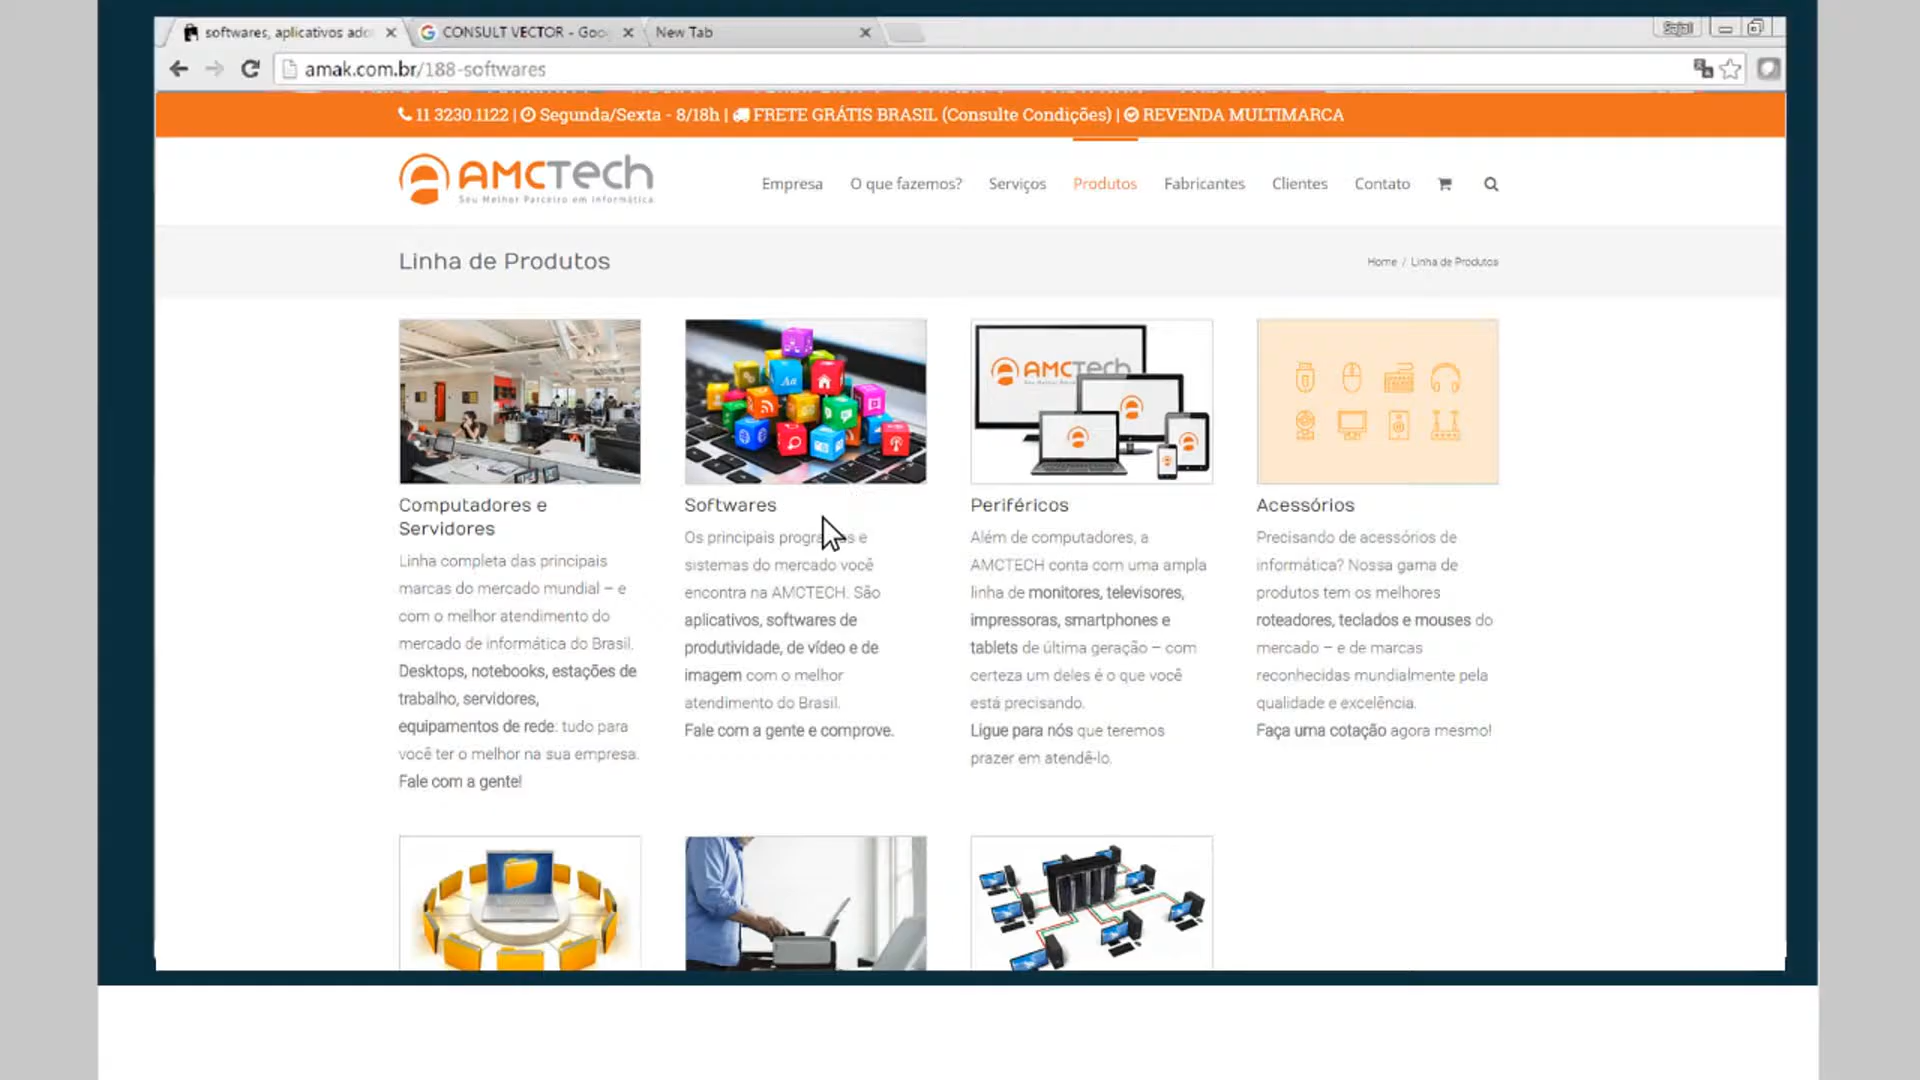 softwares, aplicativos ado
CONSULT VECTOR - Goo
New Tab
Sajal
amak.com.br/188-softwares
11 3230.1122 | Segunda/Sexta - 8/18h | FRETE GRÁTIS BRASIL (Consulte Condições) | REVENDA MULTIMARCA
AMCTECH
Seu Melhor Parceiro em Informática
Empresa O que fazemos? Serviços Produtos Fabricantes Clientes Contato
Linha de Produtos
Home / Linha de Produtos
AMCTECH
Aa
Computadores e
Servidores
Linha completa das principais
marcas do mercado mundial – e
com o melhor atendimento do
mercado de informática do Brasil.
Desktops, notebooks, estações de
trabalho, servidores,
equipamentos de rede: tudo para
você ter o melhor na sua empresa.
Fale com a gente!
Softwares
Os principais e
sistemas do mercado você
encontra na AMCTECH. São
aplicativos, softwares de
produtividade, de vídeo e de
imagem com o melhor
atendimento do Brasil.
Fale com a gente e comprove.
Periféricos
Além de computadores, a
AMCTECH conta com uma ampla
linha de monitores, televisores,
impressoras, smartphones e
tablets de última geração – com
certeza um deles é o que você
está precisando.
Ligue para nós que teremos
prazer em atendê-lo.
Acessórios
Precisando de acessórios de
informática? Nossa gama de
produtos tem os melhores
roteadores, teclados e mouses do
mercado – e de marcas
reconhecidas mundialmente pela
qualidade e excelência.
Faça uma cotação agora mesmo!